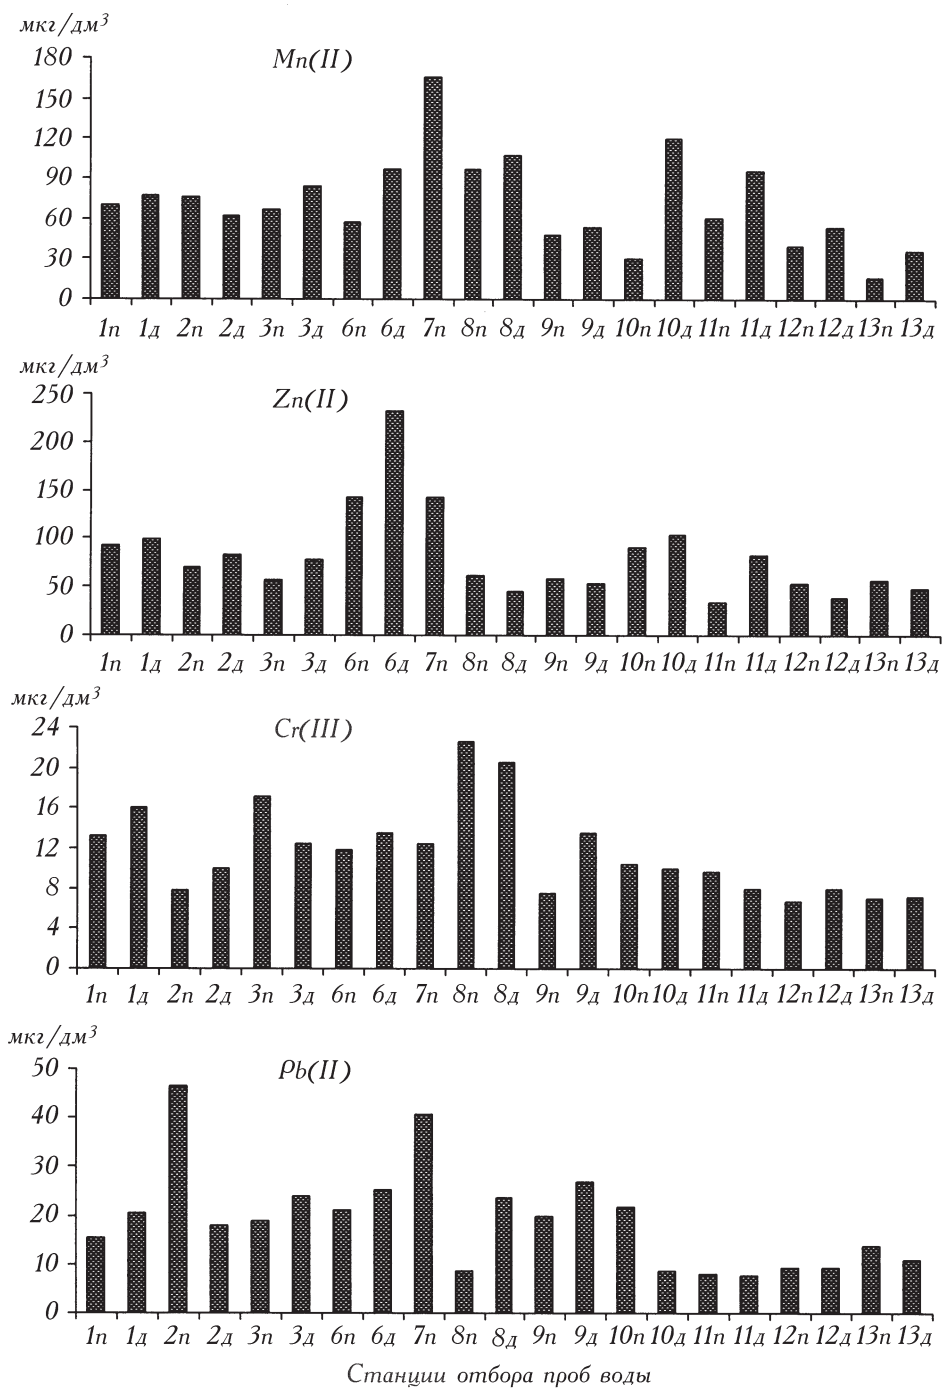 мкг/дм³
Mn(II)
180
150
120
90
60
30
0
1п 1д 2п 2д 3п 3д 6п 6д 7п 8п 8д 9п 9д 10п 10д 11п 11д 12п 12д 13п 13д
мкг/дм³
Zn(II)
250
200
150
100
50
0
1п 1д 2п 2д 3п 3д 6п 6д 7п 8п 8д 9п 9д 10п 10д 11п 11д 12п 12д 13п 13д
мкг/дм³
Cr(III)
24
20
16
12
8
4
0
1п 1д 2п 2д 3п 3д 6п 6д 7п 8п 8д 9п 9д 10п 10д 11п 11д 12п 12д 13п 13д
мкг/дм³
Pb(II)
50
40
30
20
10
0
1п 1д 2п 2д 3п 3д 6п 6д 7п 8п 8д 9п 9д 10п 10д 11п 11д 12п 12д 13п 13д
Станции отбора проб воды